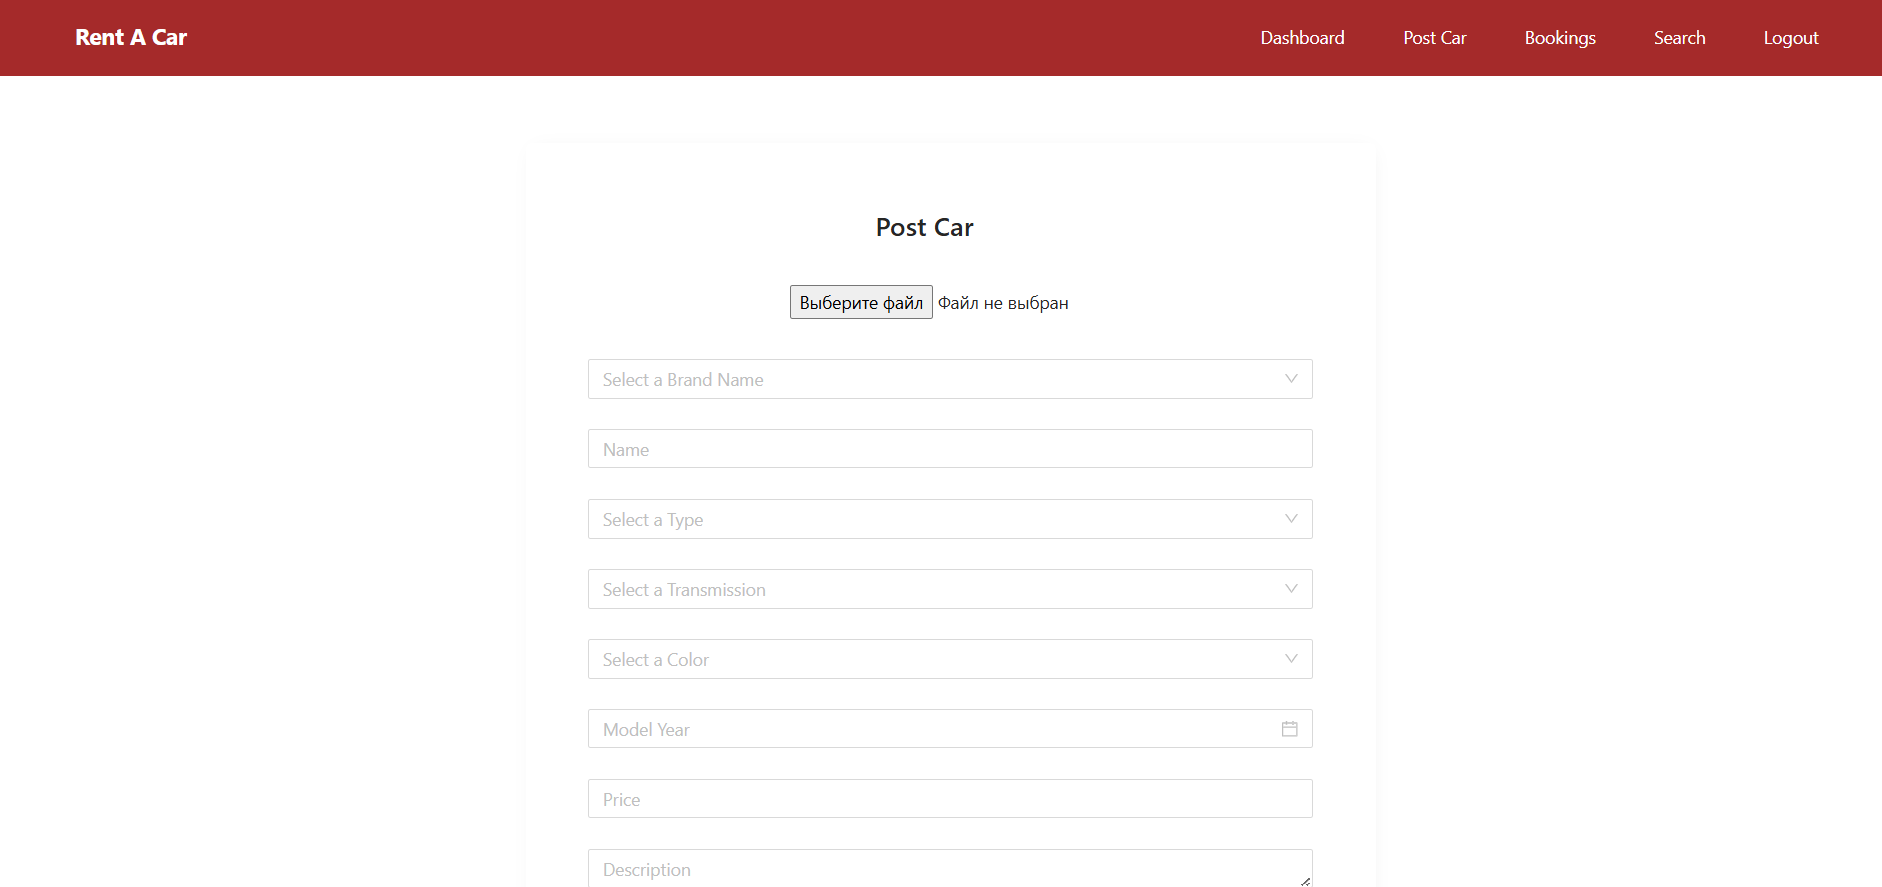 Rent A Car
Dashboard
Post Car
Bookings
Search
Logout
Post Car
Выберите файл Файл не выбран
Select a Brand Name
Name
Select a Type
Select a Transmission
Select a Color
Model Year
Price
Description